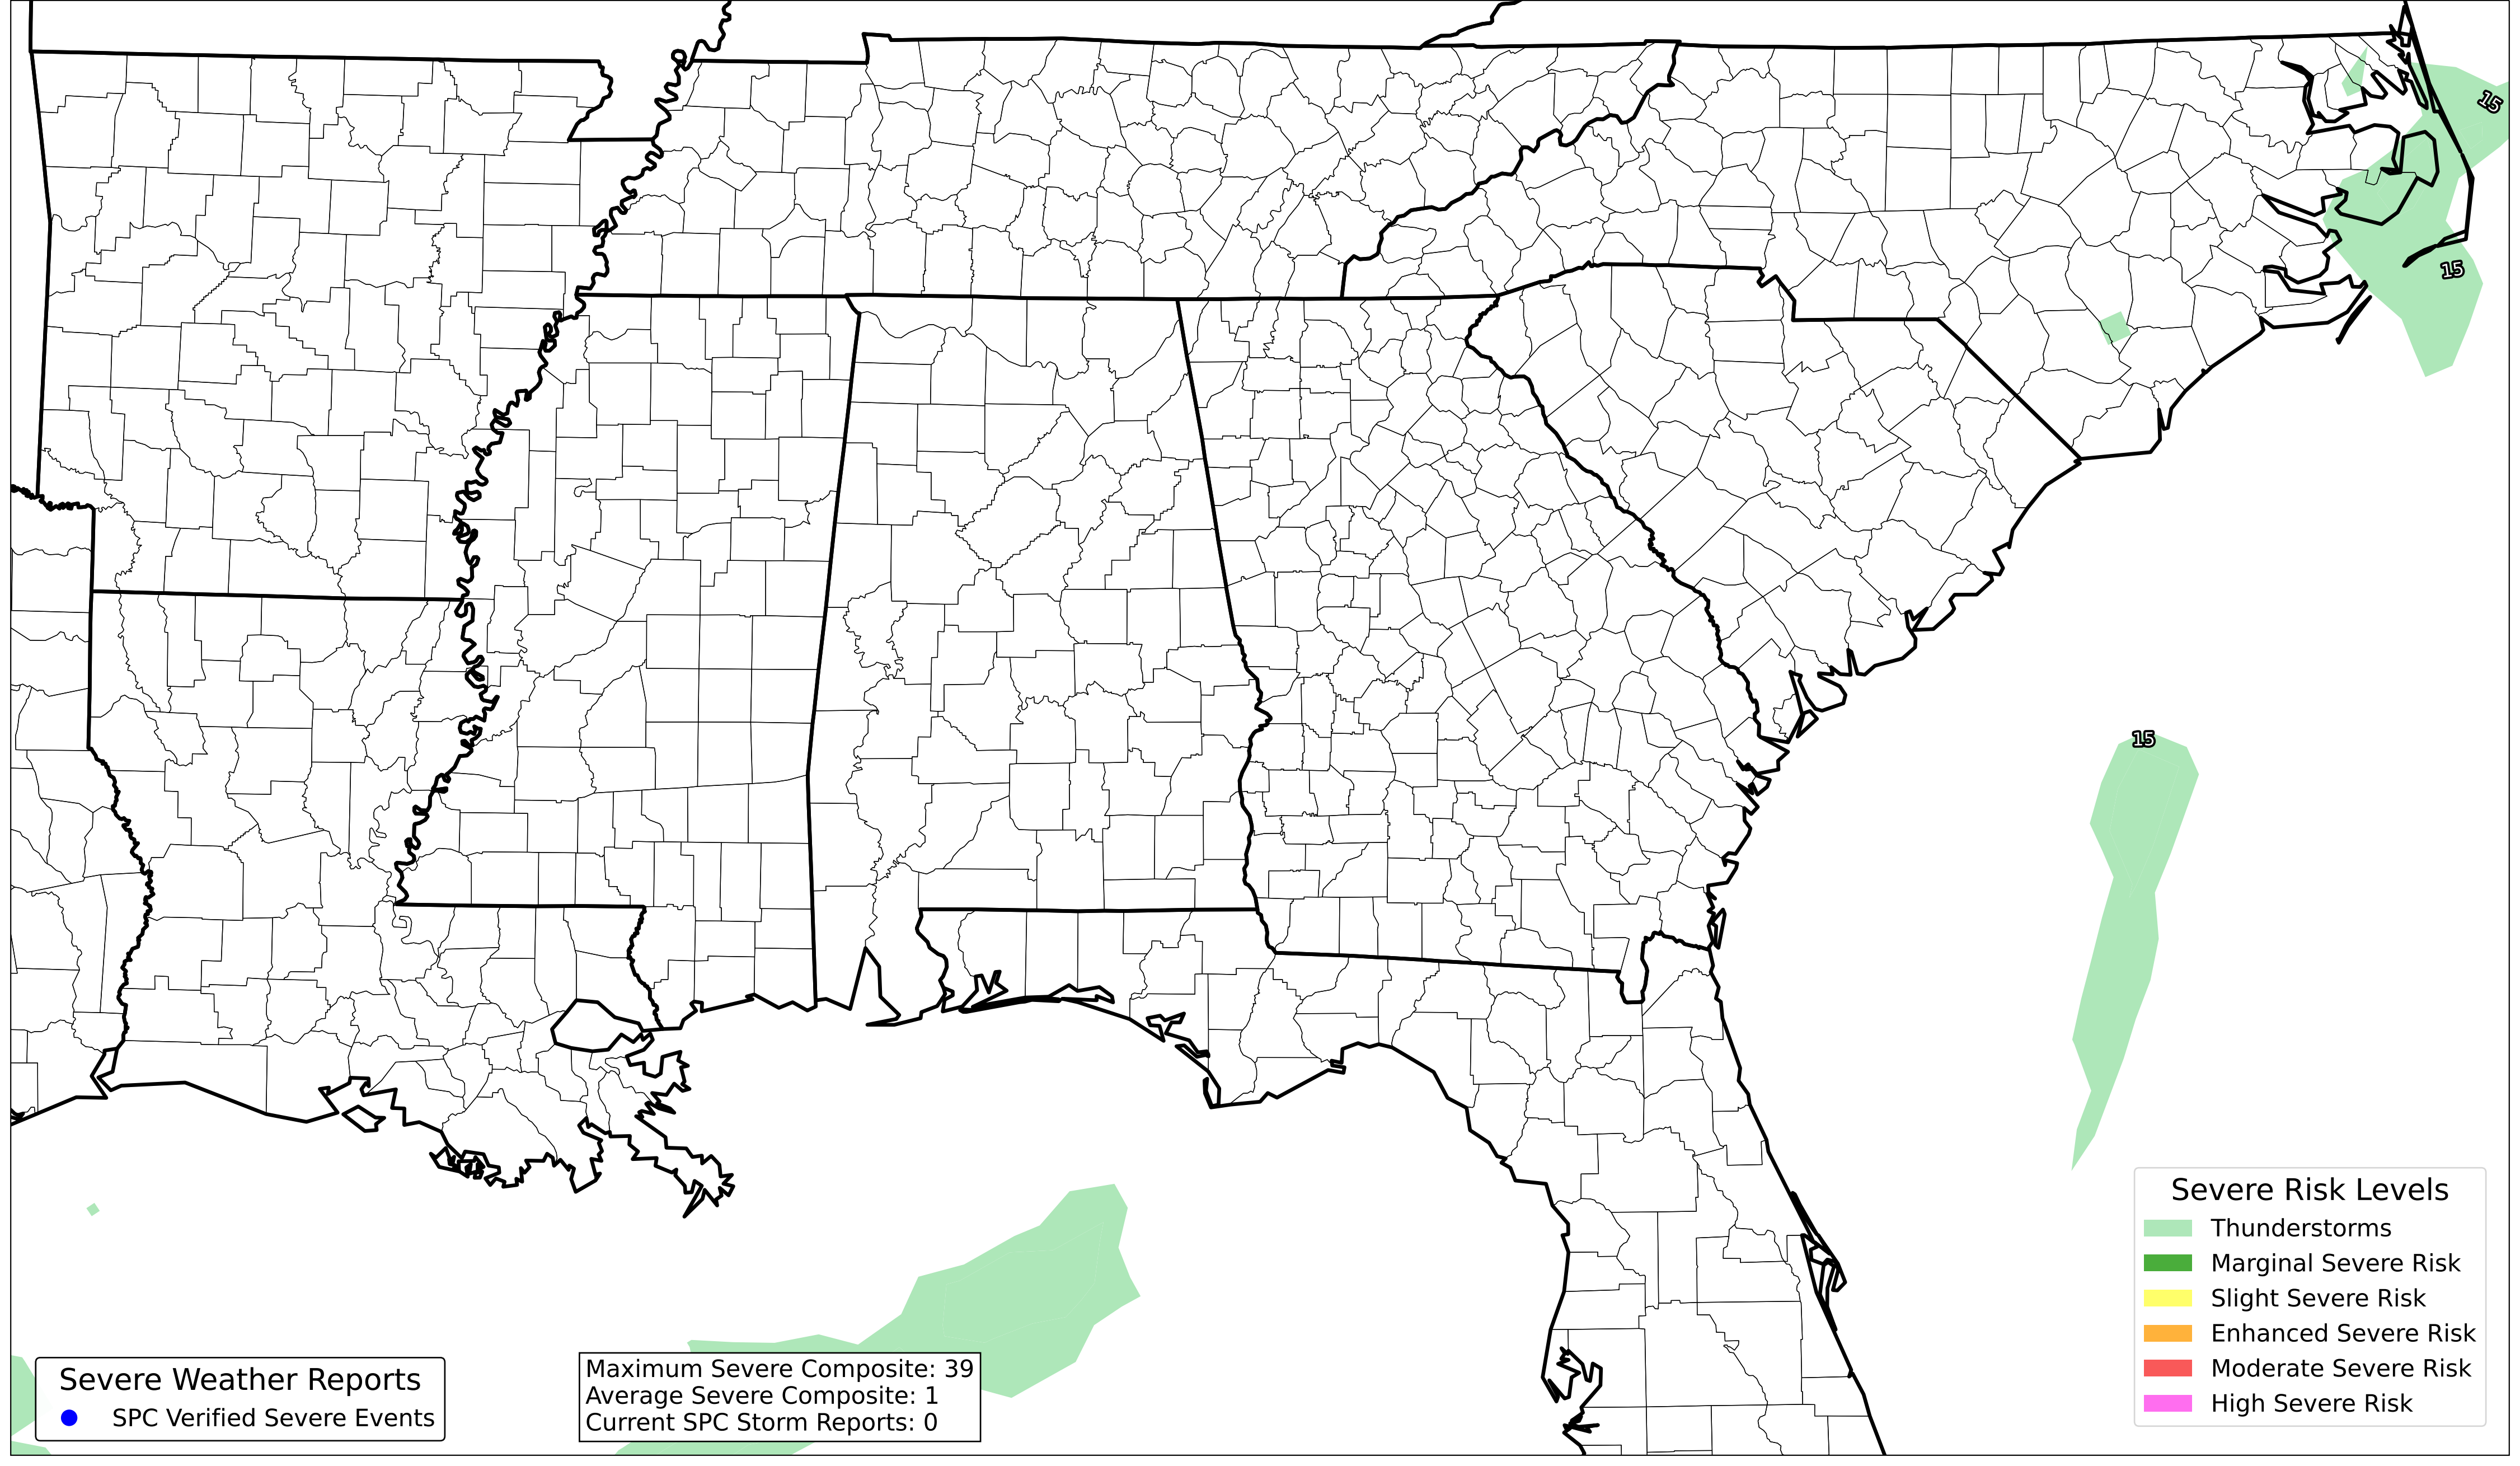 15
15
15
Severe Risk Levels
Thunderstorms
Marginal Severe Risk
Slight Severe Risk
Enhanced Severe Risk
Moderate Severe Risk
High Severe Risk
Severe Weather Reports
SPC Verified Severe Events
Maximum Severe Composite: 39
Average Severe Composite: 1
Current SPC Storm Reports: 0